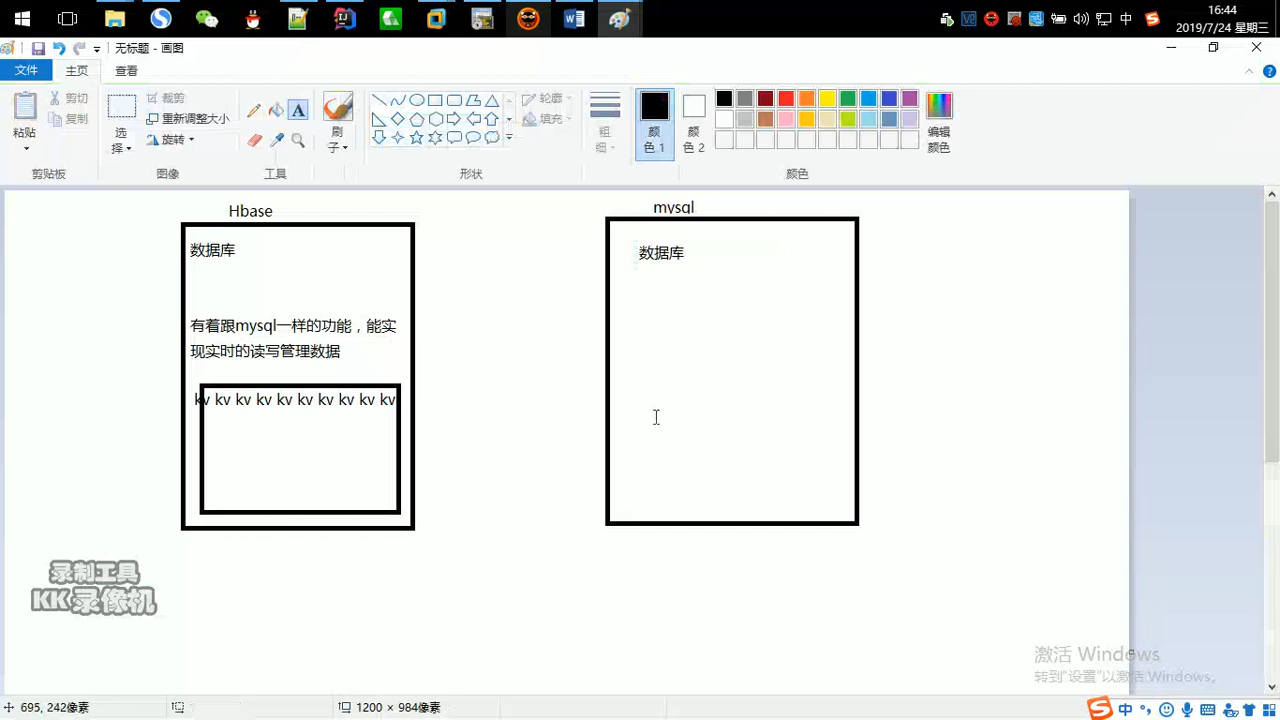 16:44
中
2019/7/24 星期三
无标题 - 画图
文件
主页
查看
粘贴
剪切
复制
剪贴板
选择
裁剪
重新调整大小
旋转
图像
A
工具
刷子
轮廓
填充
形状
粗细
颜色 1
颜色 2
编辑颜色
颜色
Hbase
数据库
有着跟mysql一样的功能，能实
现实时的读写管理数据
kv kv kv kv kv kv kv kv kv kv
mysql
数据库
录制工具
KK录像机
激活 Windows
转到“设置”以激活 Windows。
695, 242像素
1200 × 984像素
中